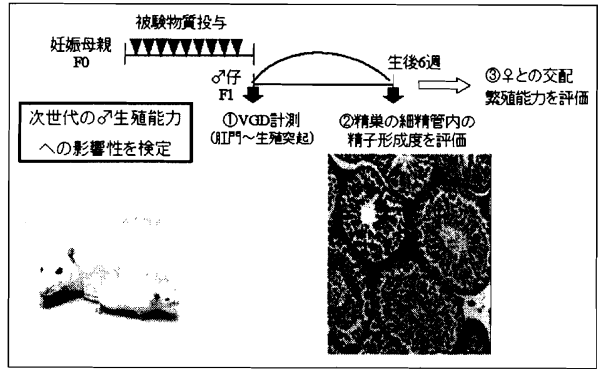 被験物質投与
妊娠母親
F0
♂仔
F1
生後6週
③♀との交配
繁殖能力を評価
次世代の♂生殖能力
への影響性を検定
①VGD計測
(肛門～生殖突起)
②精巣の細精管内の
精子形成度を評価